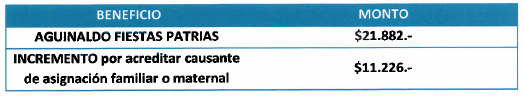 BENEFICIO MONTO
AGUINALDO FIESTAS PATRIAS $21.882.-
INCREMENTO por acreditar causante
de asignación familiar o maternal $11.226.-